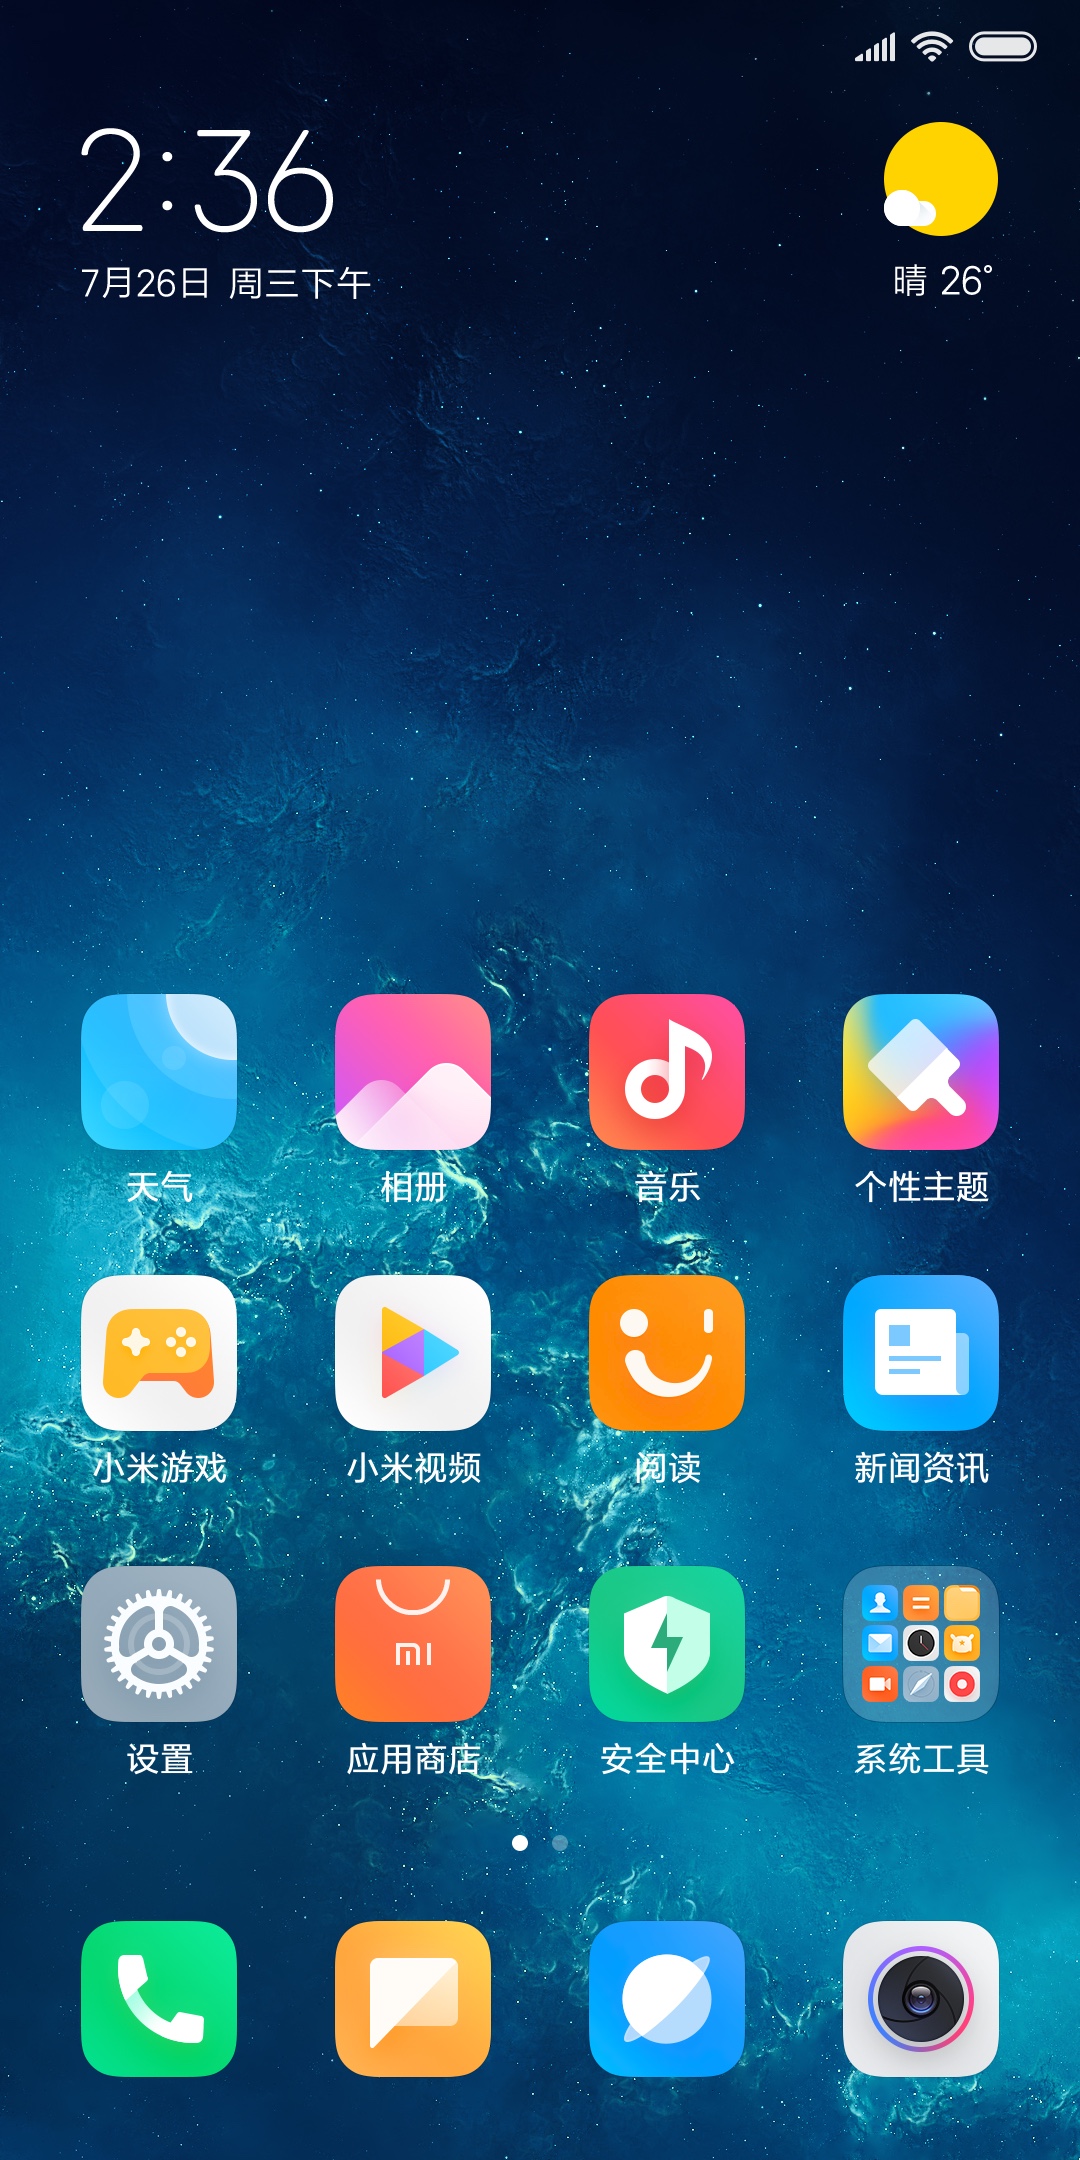 2:36
7月26日 周三下午
晴 26°
天气
相册
音乐
个性主题
小米游戏
小米视频
阅读
新闻资讯
MI
设置
应用商店
安全中心
系统工具